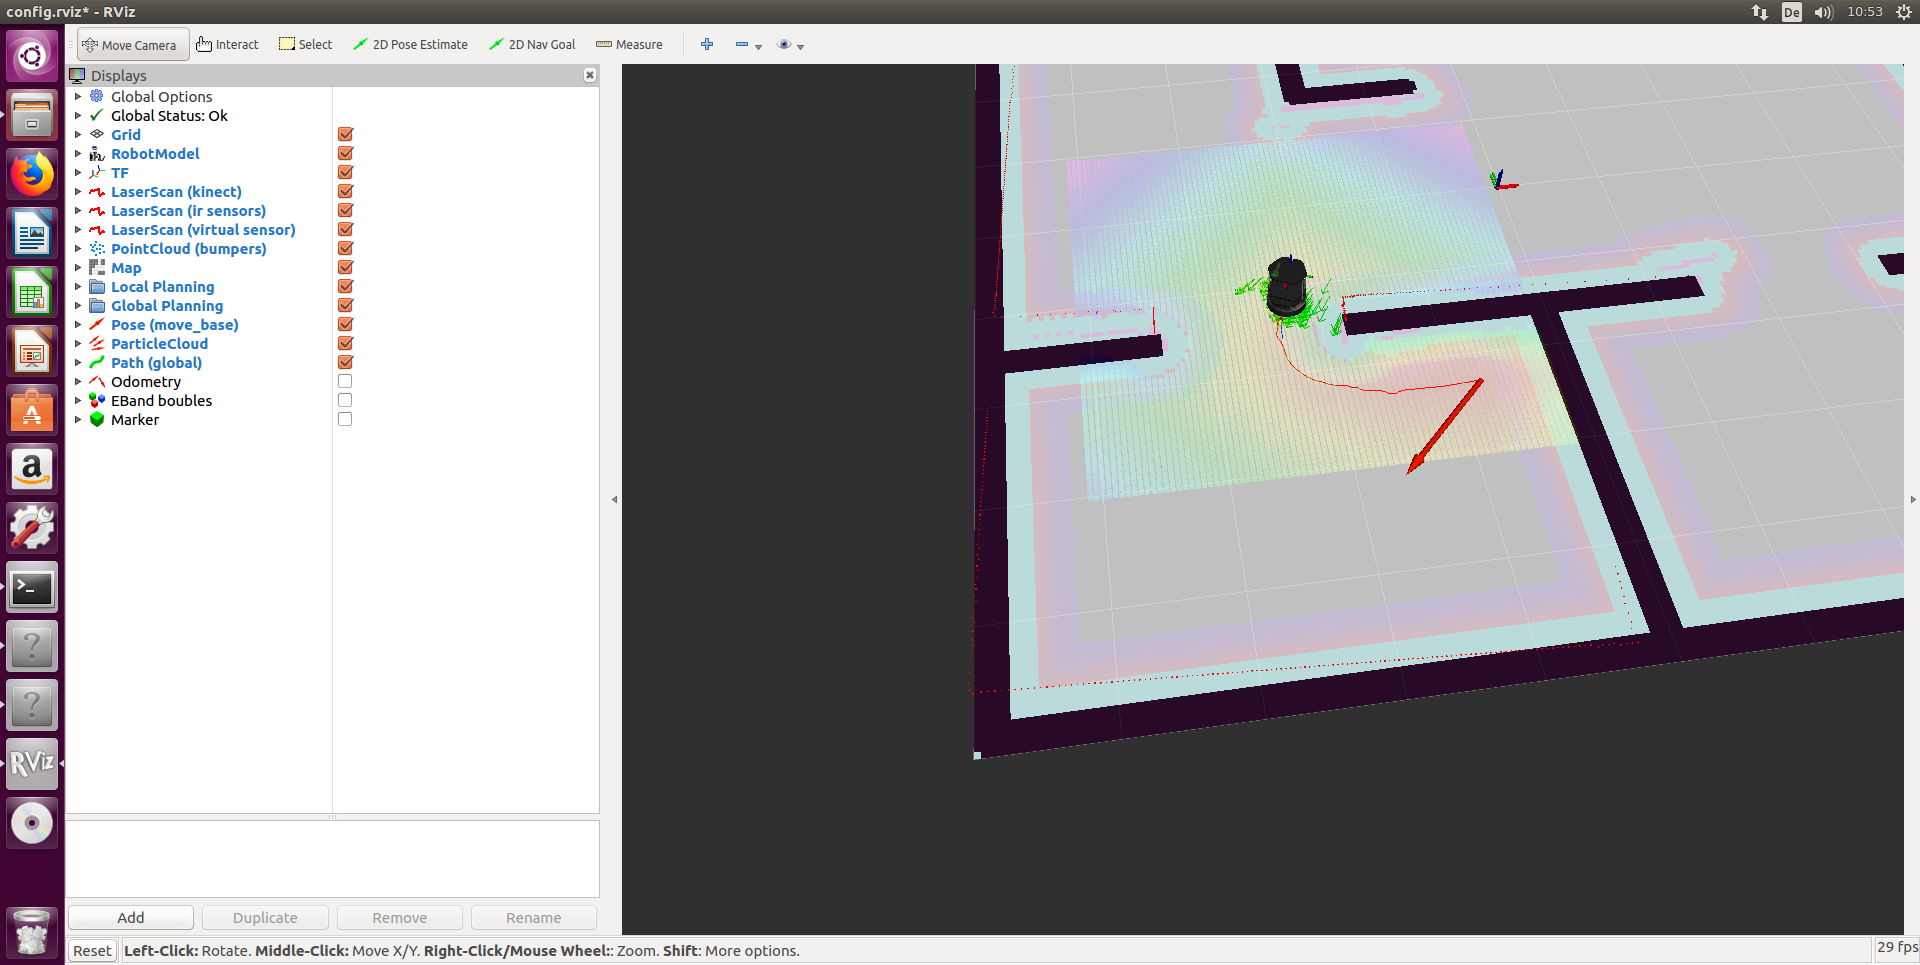 config.rviz* - RViz
De
10:53
Move Camera
Interact
Select
2D Pose Estimate
2D Nav Goal
Measure
Displays
Global Options
Global Status: Ok
Grid
RobotModel
TF
LaserScan (kinect)
LaserScan (ir sensors)
LaserScan (virtual sensor)
PointCloud (bumpers)
Map
Local Planning
Global Planning
Pose (move_base)
ParticleCloud
Path (global)
Odometry
EBand boubles
Marker
RViz
Add
Duplicate
Remove
Rename
Reset
Left-Click: Rotate. Middle-Click: Move X/Y. Right-Click/Mouse Wheel:: Zoom. Shift: More options.
29 fps